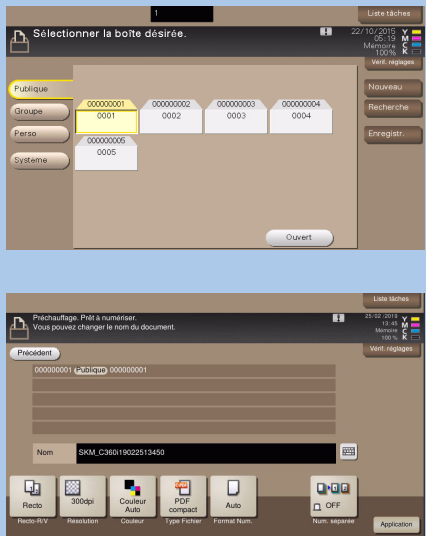 1
Liste tâches
Sélectionner la boîte désirée.
22/10/2015
05:19
Mémoire
100%
Y
M
C
K
Vérif. réglages
Publique
Groupe
Perso
Systeme
000000001
0001
000000002
0002
000000003
0003
000000004
0004
000000005
0005
Nouveau
Recherche
Enregistr.
Ouvert
Liste tâches
Préchauffage. Prêt à numériser.
Vous pouvez changer le nom du document.
25/02/2019
13:45
Mémoire
100%
Y
M
C
K
Vérif. réglages
Précédent
000000001 Publique 000000001
Nom
SKM_C360i19022513450
Recto
300dpi
Couleur
Auto
PDF
compact
Auto
OFF
Recto-R/V
Résolution
Couleur
Type Fichier
Format Num.
Num. séparée
Application